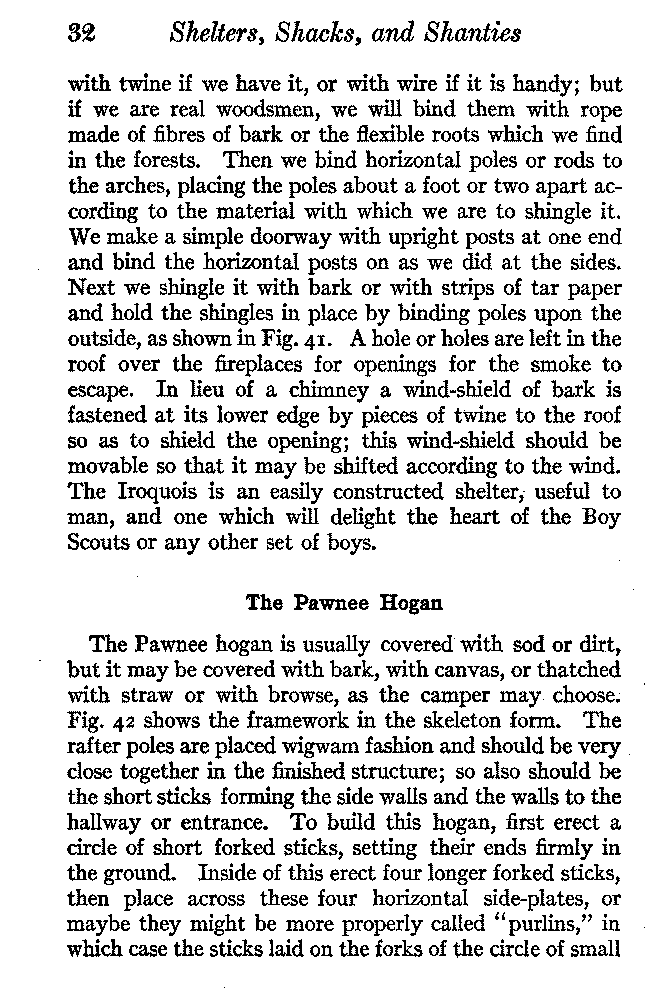 32 Shelters, Shacks, and Shanties
with twine if we have it, or with wire if it is handy; but
if we are real woodsmen, we will bind them with rope
made of fibres of bark or the flexible roots which we find
in the forests. Then we bind horizontal poles or rods to
the arches, placing the poles about a foot or two apart ac-
cording to the material with which we are to shingle it.
We make a simple doorway with upright posts at one end
and bind the horizontal posts on as we did at the sides.
Next we shingle it with bark or with strips of tar paper
and hold the shingles in place by binding poles upon the
outside, as shown in Fig. 41. A hole or holes are left in the
roof over the fireplaces for openings for the smoke to
escape. In lieu of a chimney a wind-shield of bark is
fastened at its lower edge by pieces of twine to the roof
so as to shield the opening; this wind-shield should be
movable so that it may be shifted according to the wind.
The Iroquois is an easily constructed shelter, useful to
man, and one which will delight the heart of the Boy
Scouts or any other set of boys.
The Pawnee Hogan
The Pawnee hogan is usually covered with sod or dirt,
but it may be covered with bark, with canvas, or thatched
with straw or with browse, as the camper may choose.
Fig. 42 shows the framework in the skeleton form. The
rafter poles are placed wigwam fashion and should be very
close together in the finished structure; so also should be
the short sticks forming the side walls and the walls to the
hallway or entrance. To build this hogan, first erect a
circle of short forked sticks, setting their ends firmly in
the ground. Inside of this erect four longer forked sticks,
then place across these four horizontal side-plates, or
maybe they might be more properly called "purlins," in
which case the sticks laid on the forks of the circle of small